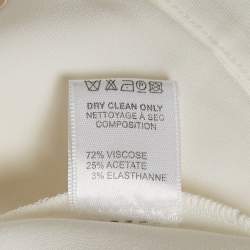 DRY CLEAN ONLY
NETTOYAGE À SEC
COMPOSITION
72% VISCOSE
25% ACETATE
3% ELASTHANNE